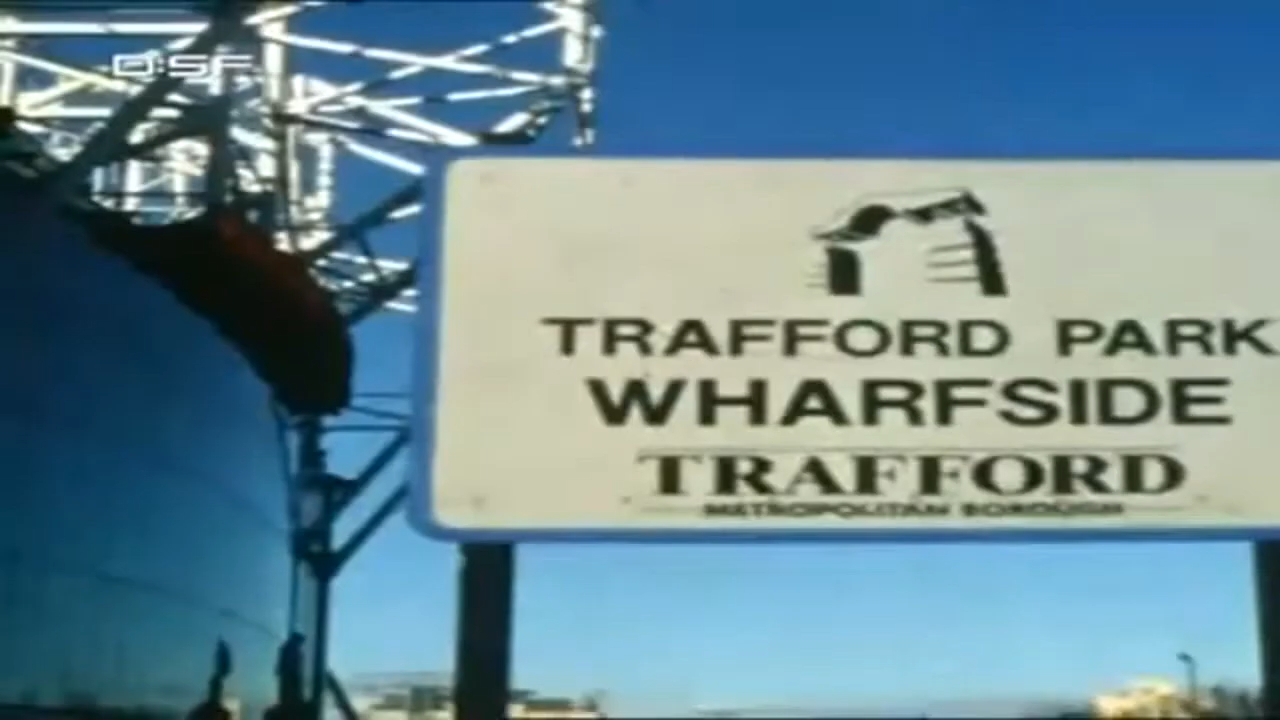 DSF
TRAFFORD PARK
WHARFSIDE
TRAFFORD
METROPOLITAN BOROUGH